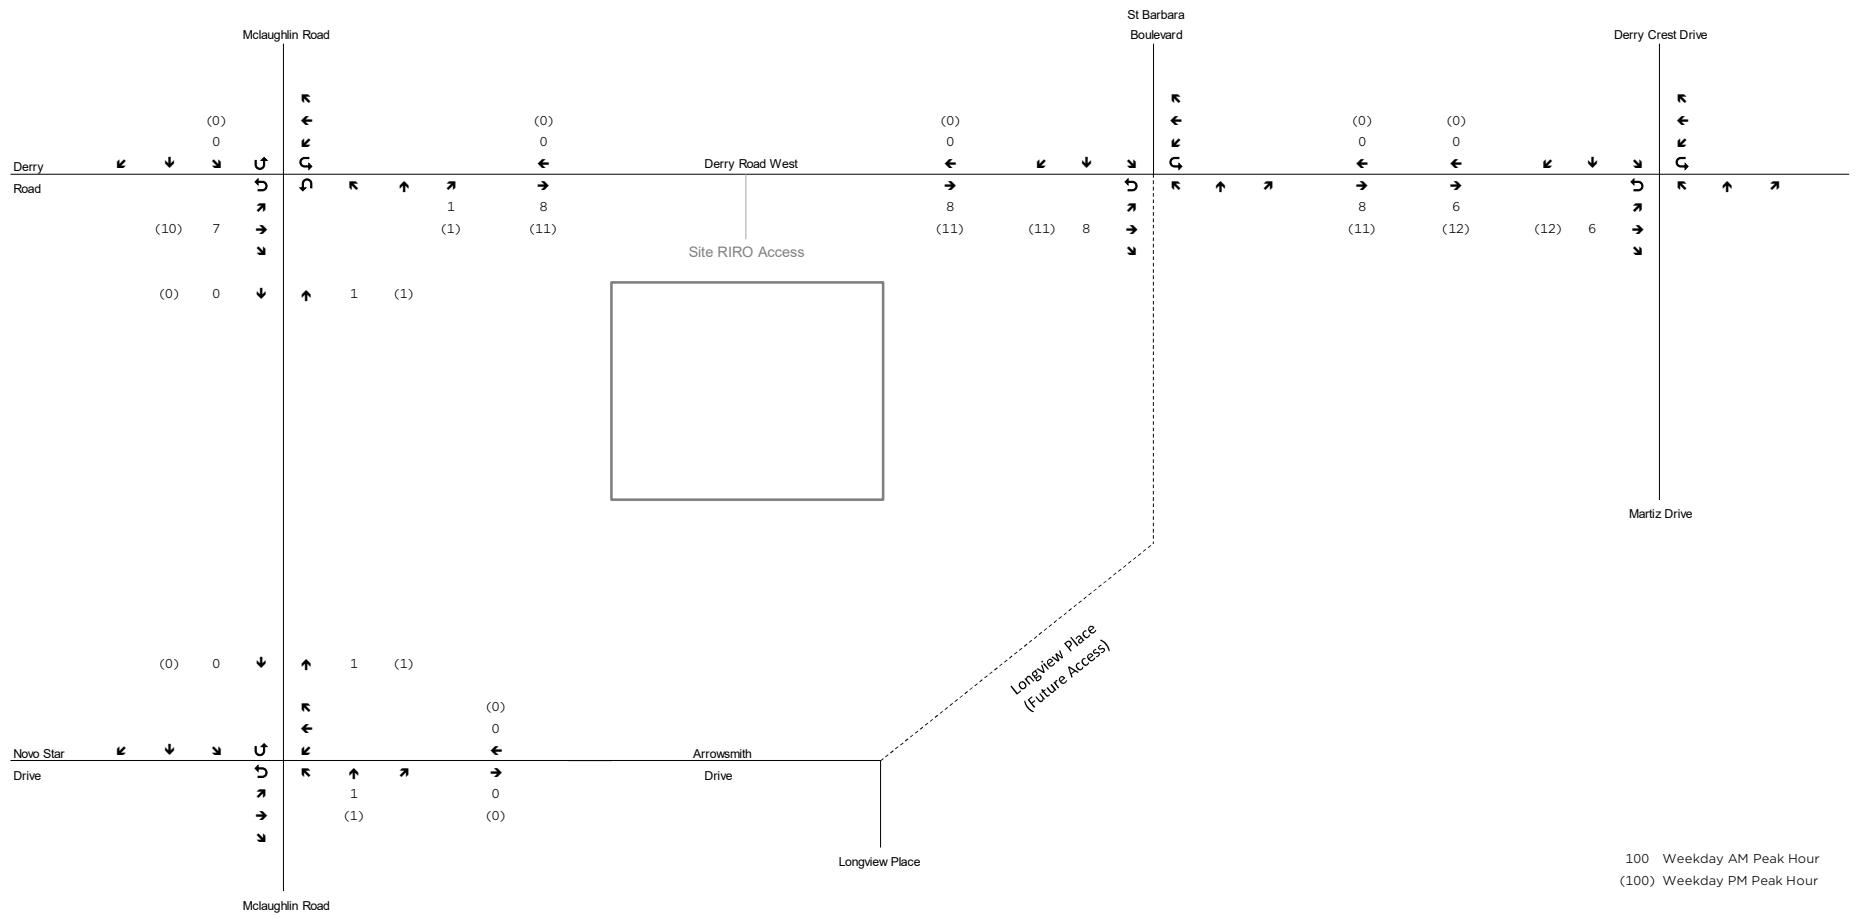 St Barbara
Mclaughlin Road Boulevard Derry Crest Drive
(0) (0) (0) (0) (0)
0 0 0 0 0
Derry Derry Road West
Road
1 8 8 8 6
(10) 7 (1) (11) (11) (11) 8 (11) (12) (12) 6
Site RIRO Access
(0) 0 1 (1)
Martiz Drive
Longview Place
(Future Access)
(0) 0 1 (1)
(0)
0
Novo Star Arrowsmith
Drive Drive
1 0
(1) (0)
Longview Place
100 Weekday AM Peak Hour
(100) Weekday PM Peak Hour
Mclaughlin Road